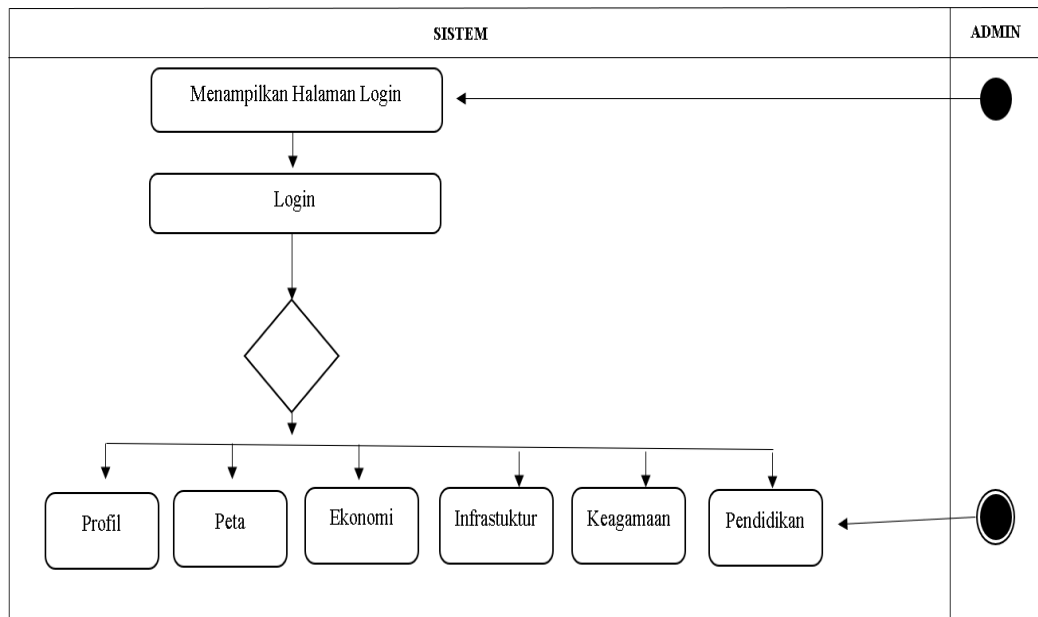 SISTEM
ADMIN
Menampilkan Halaman Login
Login
Profil
Peta
Ekonomi
Infrastuktur
Keagamaan
Pendidikan